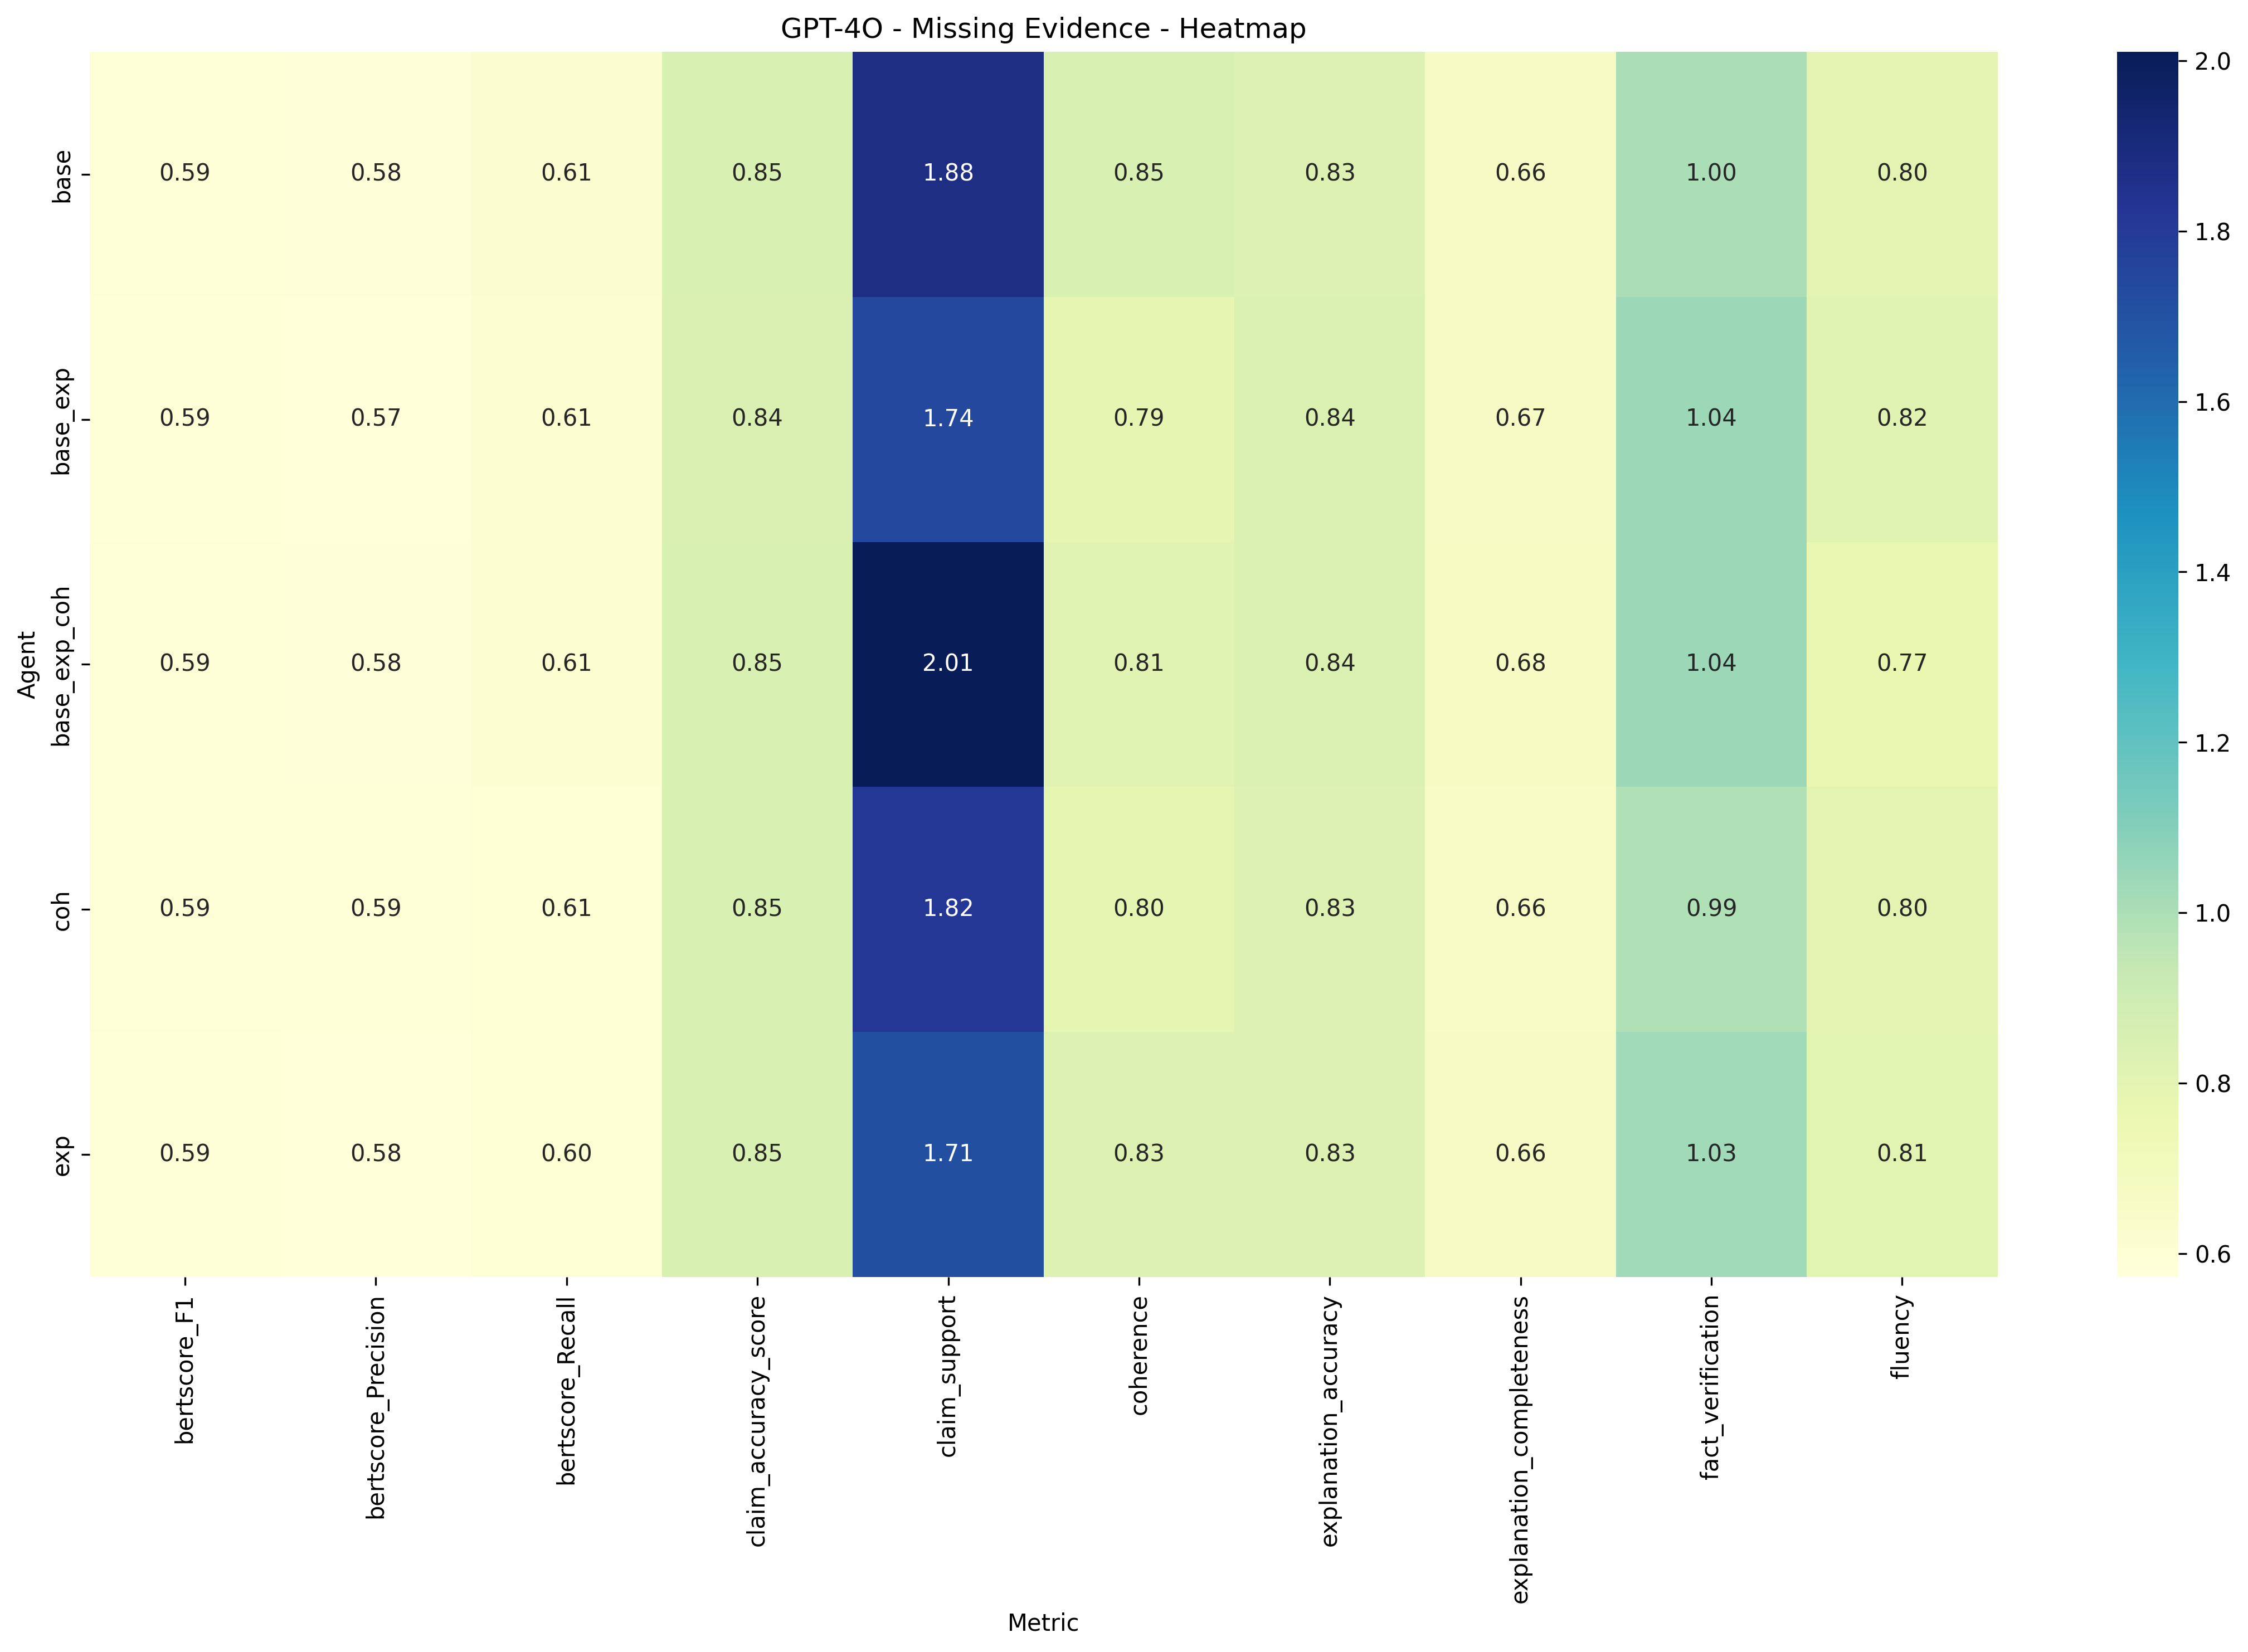 GPT-4O - Missing Evidence - Heatmap
Agent
base
0.59 0.58 0.61 0.85 1.88 0.85 0.83 0.66 1.00 0.80
base_exp
0.59 0.57 0.61 0.84 1.74 0.79 0.84 0.67 1.04 0.82
base_exp_coh
0.59 0.58 0.61 0.85 2.01 0.81 0.84 0.68 1.04 0.77
coh
0.59 0.59 0.61 0.85 1.82 0.80 0.83 0.66 0.99 0.80
exp
0.59 0.58 0.60 0.85 1.71 0.83 0.83 0.66 1.03 0.81
bertscore_F1
bertscore_Precision
bertscore_Recall
claim_accuracy_score
claim_support
coherence
explanation_accuracy
explanation_completeness
fact_verification
fluency
Metric
2.0
1.8
1.6
1.4
1.2
1.0
0.8
0.6